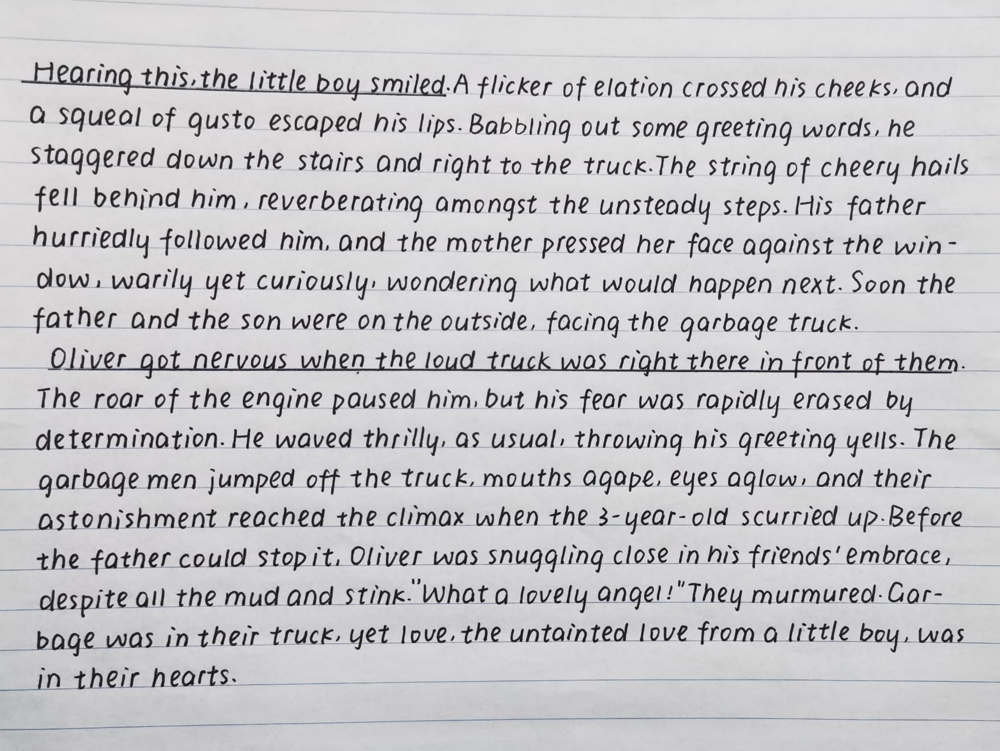 Hearing this, the little boy smiled. A flicker of elation crossed his cheeks, and
a squeal of gusto escaped his lips. Babbling out some greeting words, he
staggered down the stairs and right to the truck. The string of cheery hails
fell behind him, reverberating amongst the unsteady steps. His father
hurriedly followed him, and the mother pressed her face against the win-
dow, warily yet curiously, wondering what would happen next. Soon the
father and the son were on the outside, facing the garbage truck.
Oliver got nervous when the loud truck was right there in front of them.
The roar of the engine paused him, but his fear was rapidly erased by
determination. He waved thrilly, as usual, throwing his greeting yells. The
garbage men jumped off the truck, mouths agape, eyes aglow, and their
astonishment reached the climax when the 3-year-old scurried up. Before
the father could stop it, Oliver was snuggling close in his friends' embrace,
despite all the mud and stink. "What a lovely angel!" They murmured. Gar-
bage was in their truck, yet love, the untainted love from a little boy, was
in their hearts.